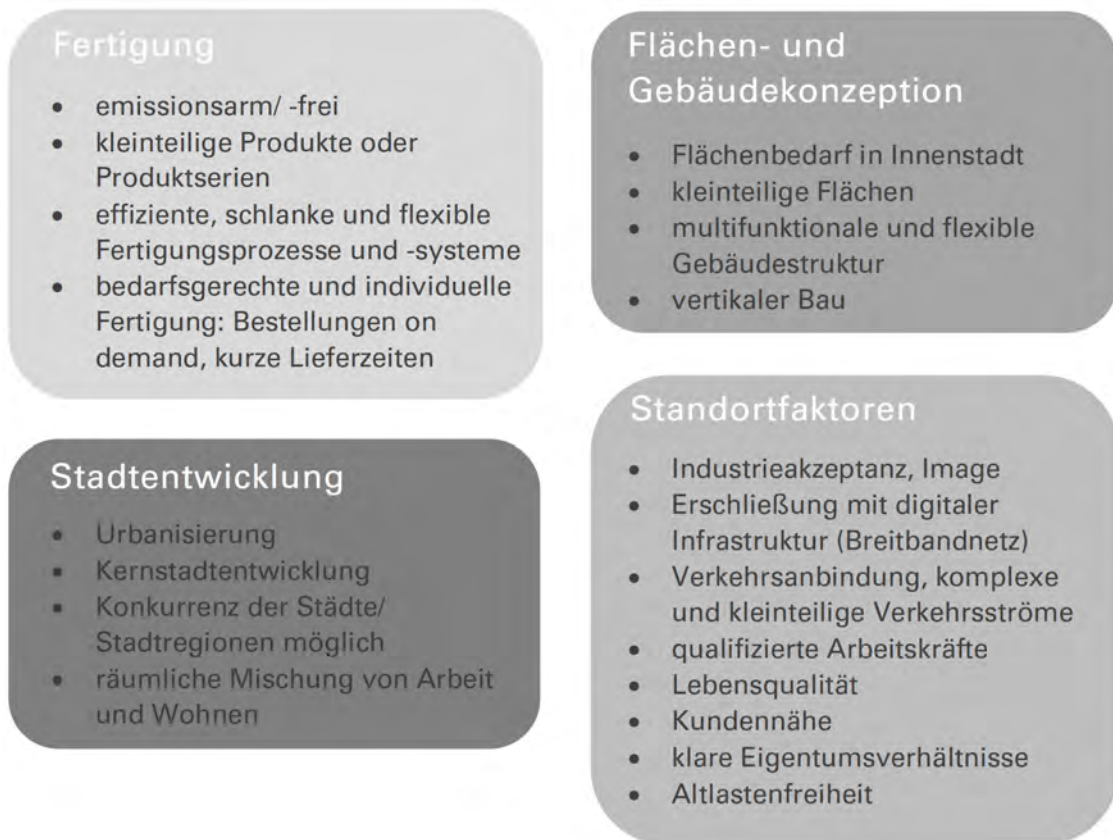 Fertigung
• emissionsarm/ -frei
• kleinteilige Produkte oder
Produktserien
• effiziente, schlanke und flexible
Fertigungsprozesse und -systeme
• bedarfsgerechte und individuelle
Fertigung: Bestellungen on
demand, kurze Lieferzeiten
Flächen- und
Gebäudekonzeption
• Flächenbedarf in Innenstadt
• kleinteilige Flächen
• multifunktionale und flexible
Gebäudestruktur
• vertikaler Bau
Stadtentwicklung
• Urbanisierung
▪ Kernstadtentwicklung
▪ Konkurrenz der Städte/
Stadtregionen möglich
• räumliche Mischung von Arbeit
und Wohnen
Standortfaktoren
• Industrieakzeptanz, Image
• Erschließung mit digitaler
Infrastruktur (Breitbandnetz)
• Verkehrsanbindung, komplexe
und kleinteilige Verkehrsströme
• qualifizierte Arbeitskräfte
• Lebensqualität
• Kundennähe
• klare Eigentumsverhältnisse
• Altlastenfreiheit